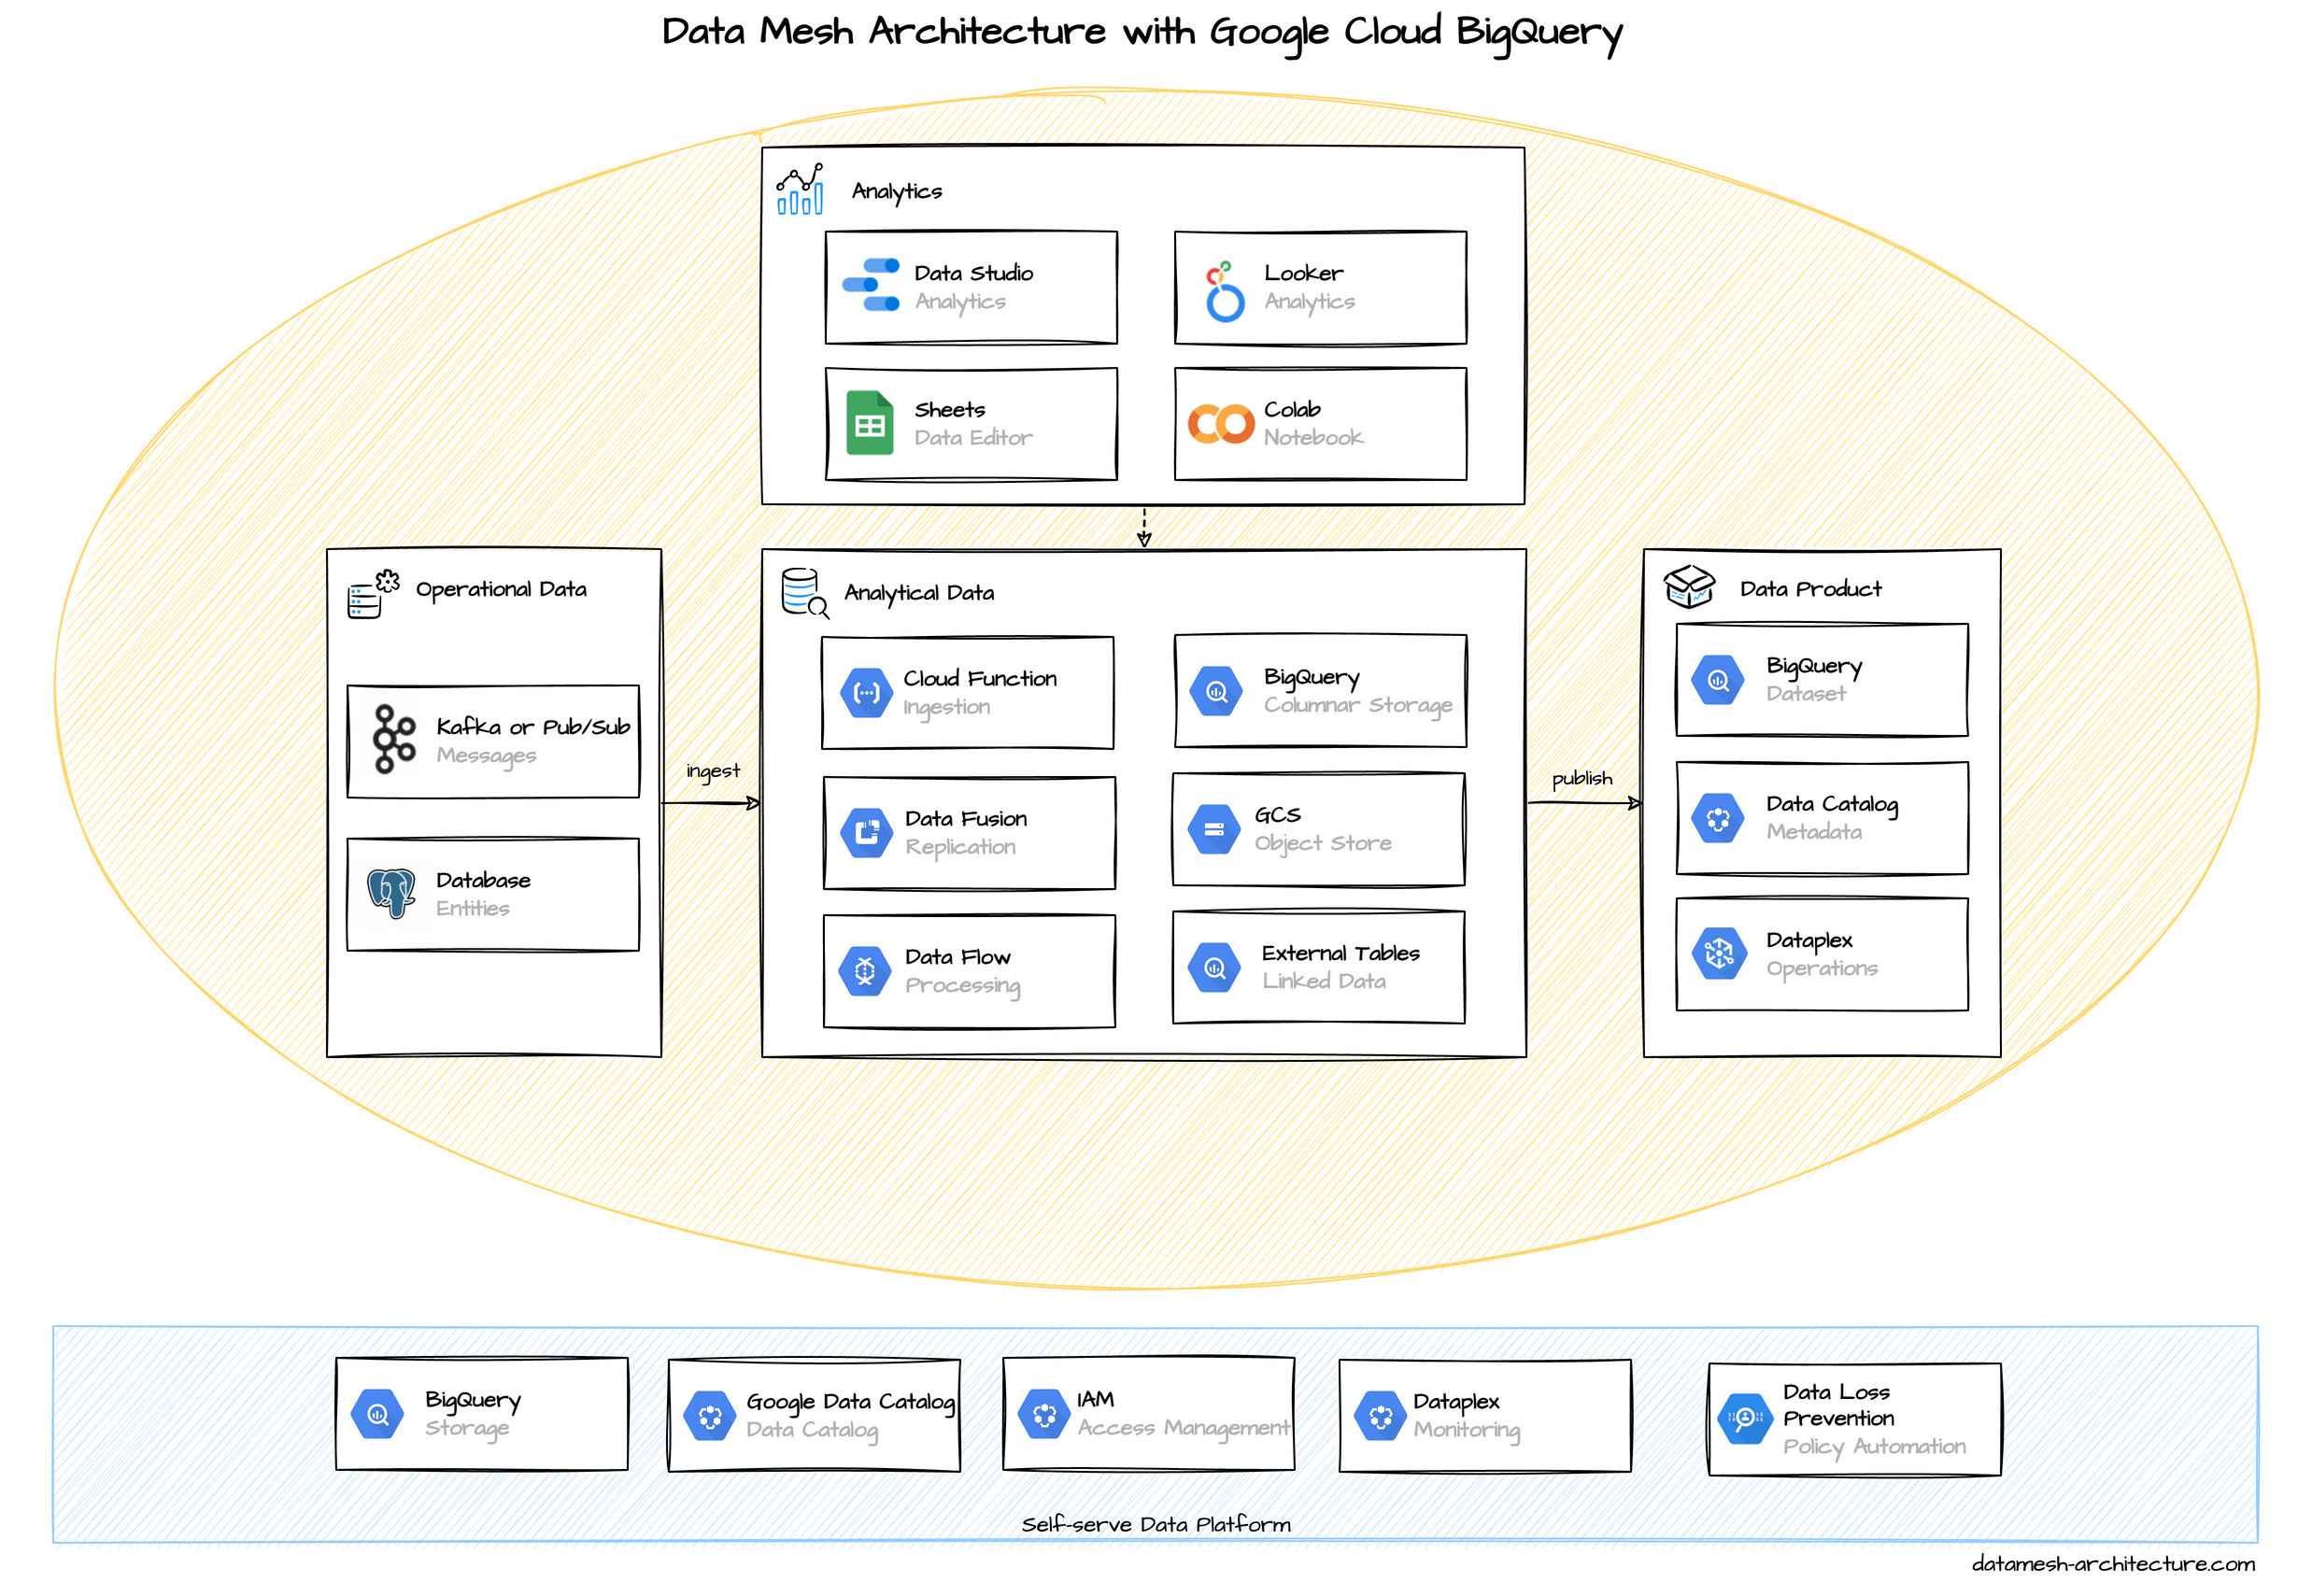 Data Mesh Architecture with Google Cloud BigQuery
Analytics
Data Studio
Analytics
Looker
Analytics
Sheets
Data Editor
Colab
Notebook
Operational Data
Kafka or Pub/Sub
Messages
Database
Entities
ingest
Analytical Data
Cloud Function
Ingestion
BigQuery
Columnar Storage
Data Fusion
Replication
GCS
Object Store
Data Flow
Processing
External Tables
Linked Data
publish
Data Product
BigQuery
Dataset
Data Catalog
Metadata
Dataplex
Operations
BigQuery
Storage
Google Data Catalog
Data Catalog
IAM
Access Management
Dataplex
Monitoring
Data Loss
Prevention
Policy Automation
Self-serve Data Platform
datamesh-architecture.com